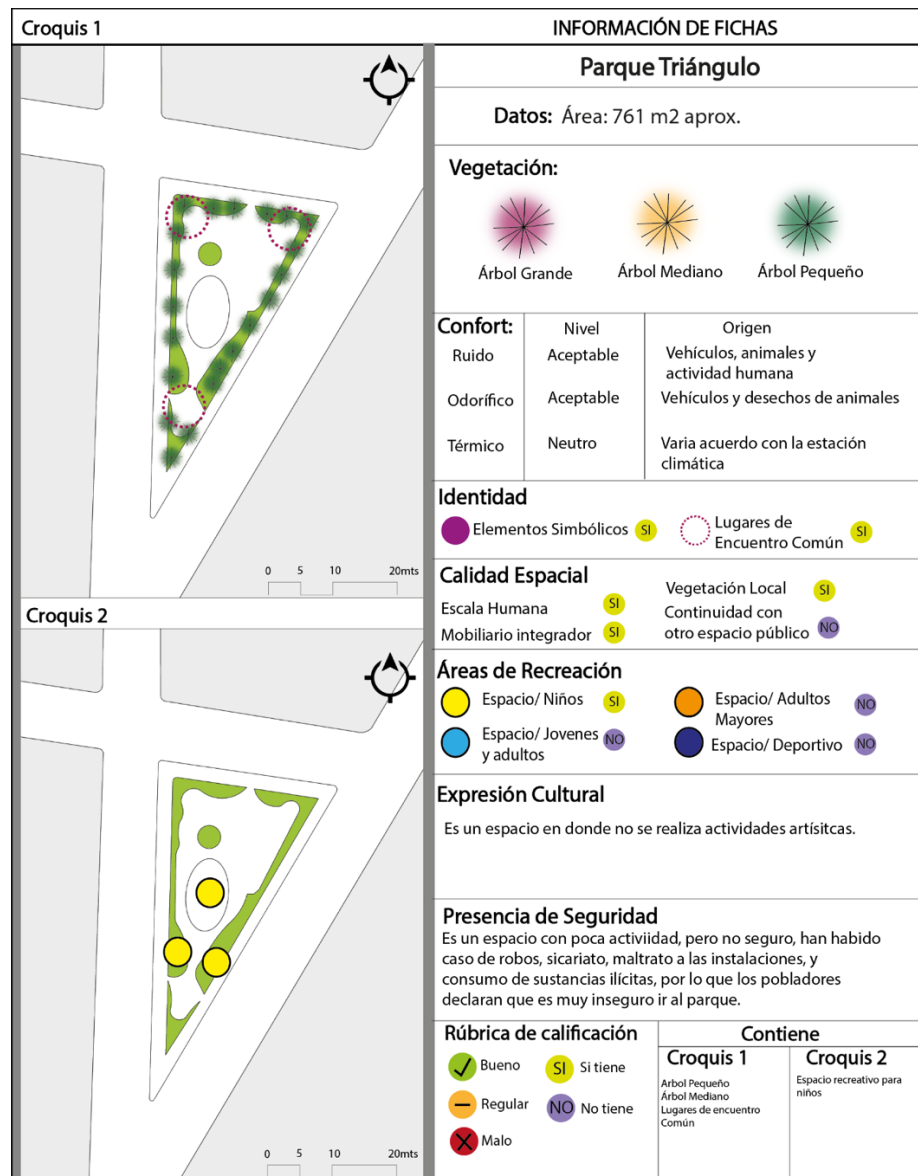 Croquis 1
0 5 10 20mts
Croquis 2
0 5 10 20mts
INFORMACIÓN DE FICHAS
Parque Triángulo
Datos: Área: 761 m2 aprox.
Vegetación:
Árbol Grande
Árbol Mediano
Árbol Pequeño
Confort:
Nivel
Origen
Ruido
Aceptable
Vehículos, animales y
actividad humana
Odorífico
Aceptable
Vehículos y desechos de animales
Térmico
Neutro
Varia acuerdo con la estación
climática
Identidad
Elementos Simbólicos SI
Lugares de
Encuentro Común SI
Calidad Espacial
Escala Humana SI
Mobiliario integrador SI
Vegetación Local SI
Continuidad con
otro espacio público NO
Áreas de Recreación
Espacio/ Niños SI
Espacio/ Jovenes NO
y adultos
Espacio/ Adultos NO
Mayores
Espacio/ Deportivo NO
Expresión Cultural
Es un espacio en donde no se realiza actividades artísitcas.
Presencia de Seguridad
Es un espacio con poca activiidad, pero no seguro, han habido
caso de robos, sicariato, maltrato a las instalaciones, y
consumo de sustancias ilícitas, por lo que los pobladores
declaran que es muy inseguro ir al parque.
Rúbrica de calificación
Bueno
Regular
Malo
SI Si tiene
NO No tiene
Contiene
Croquis 1
Arbol Pequeño
Árbol Mediano
Lugares de encuentro
Común
Croquis 2
Espacio recreativo para
niños